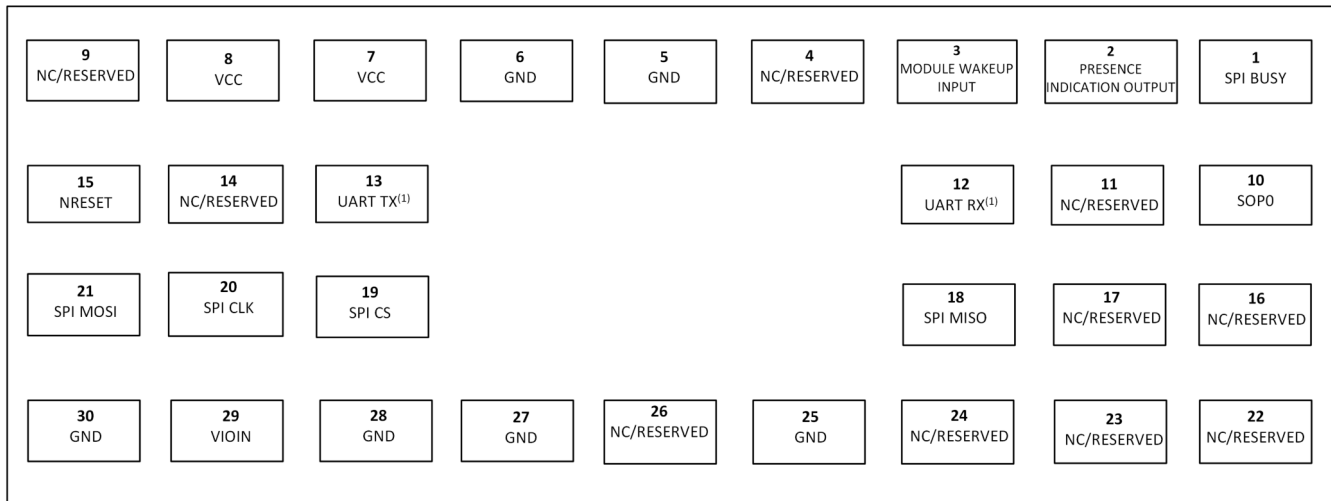 9
NC/RESERVED
8
VCC
7
VCC
6
GND
5
GND
4
NC/RESERVED
3
MODULE WAKEUP
INPUT
2
PRESENCE
INDICATION OUTPUT
1
SPI BUSY
15
NRESET
14
NC/RESERVED
13
UART TX(1)
12
UART RX(1)
11
NC/RESERVED
10
SOP0
21
SPI MOSI
20
SPI CLK
19
SPI CS
18
SPI MISO
17
NC/RESERVED
16
NC/RESERVED
30
GND
29
VIOIN
28
GND
27
GND
26
NC/RESERVED
25
GND
24
NC/RESERVED
23
NC/RESERVED
22
NC/RESERVED